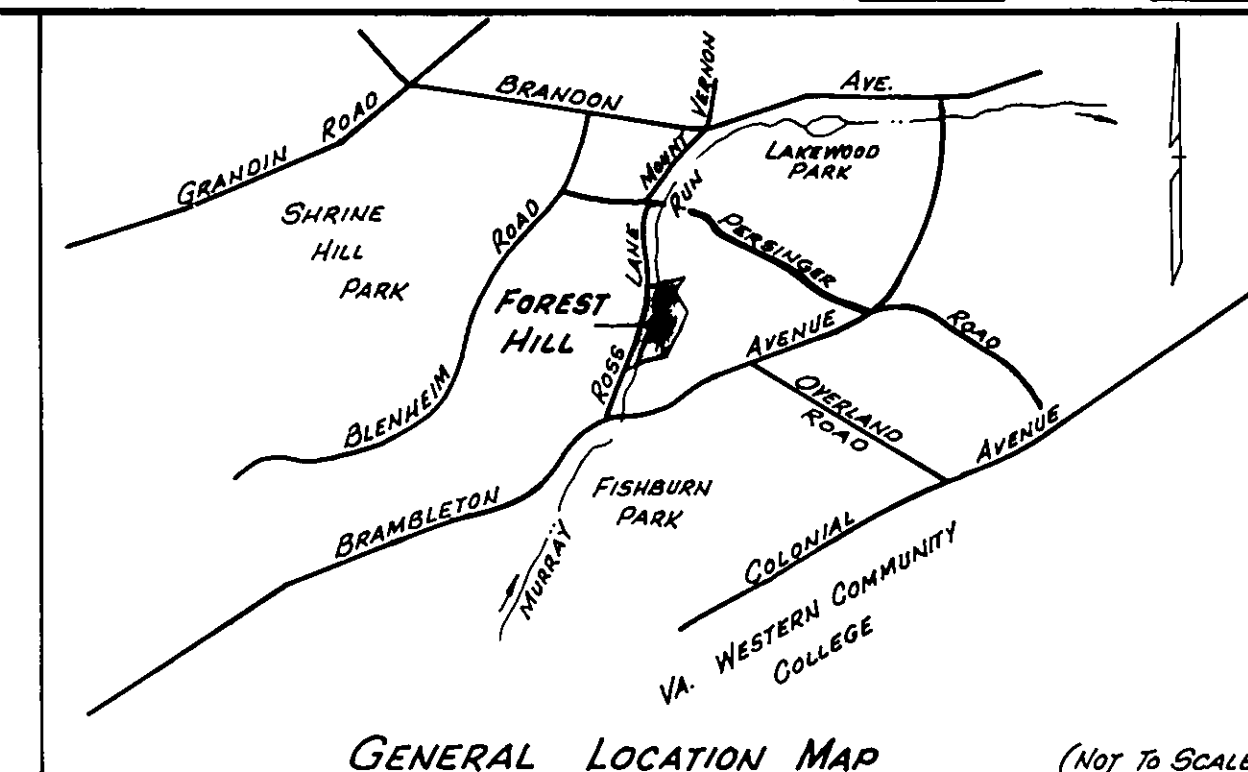 BRANDON
AVE.
MOUNT VERNON
GRANDIN ROAD
LAKEWOOD
PARK
SHRINE
HILL
PARK
ROAD
RUN
PERSINGER
LANE
FOREST
HILL
AVENUE
ROAD
ROSS
BLENHEIM
OVERLAND
ROAD
AVENUE
FISHBURN
PARK
BRAMBLETON
MURRAY
COLONIAL
VA. WESTERN COMMUNITY
COLLEGE
GENERAL LOCATION MAP
(NOT TO SCALE